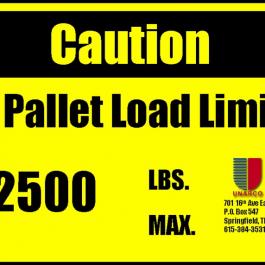 Caution
Pallet Load Limi
2500 LBS.
MAX.
UNARCO
701 16th Ave Ea
P.O. Box 547
Springfield, T
615-384-3531